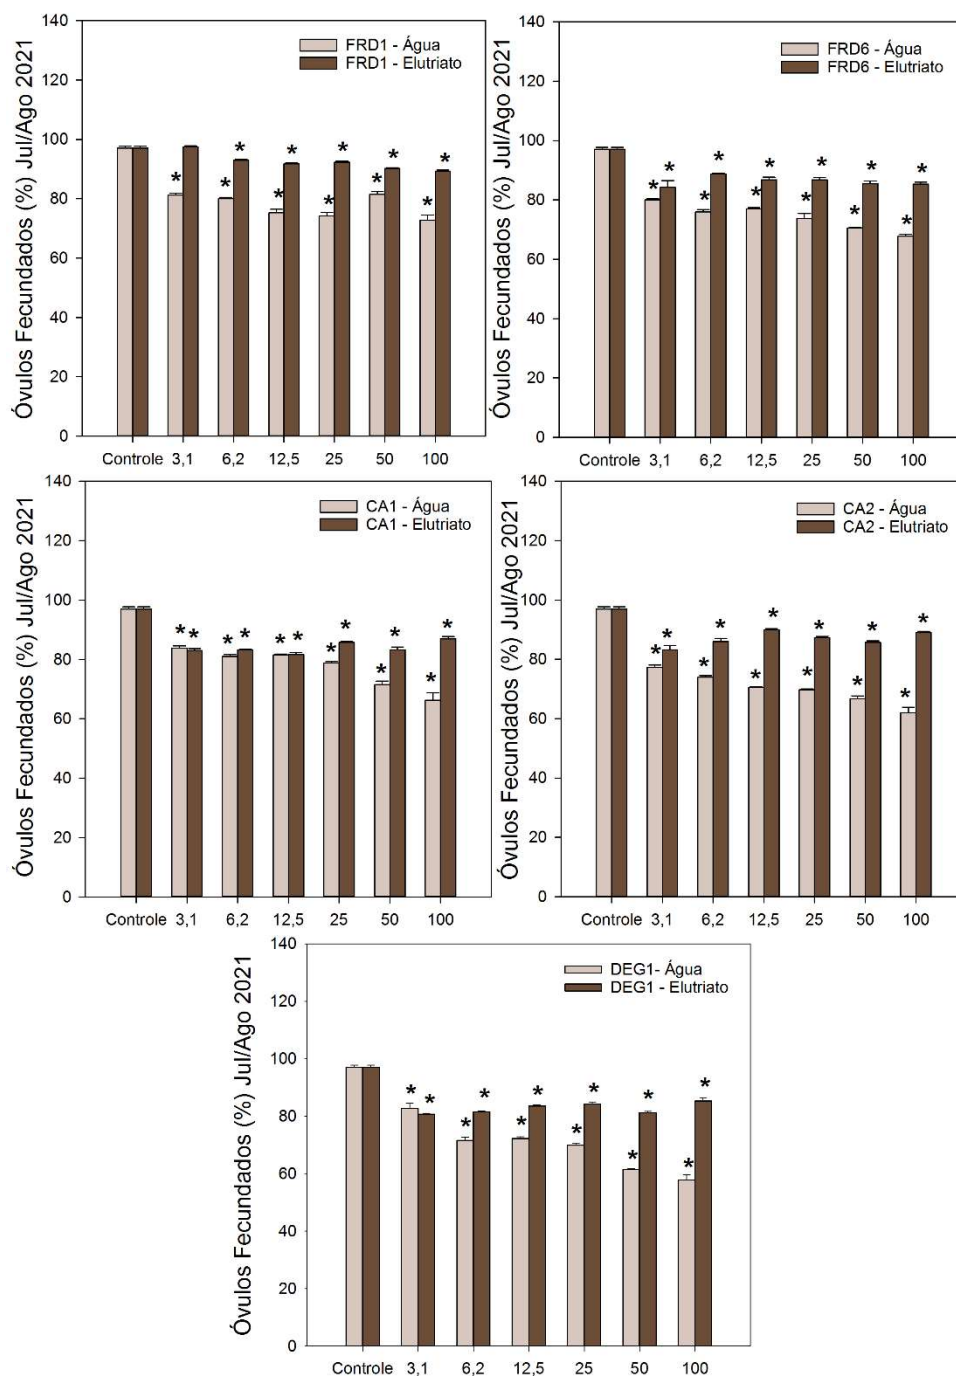 Óvulos Fecundados (%) Jul/Ago 2021
140
120
100
80
60
40
20
0
FRD1 - Água
FRD1 - Elutriato
* * * * * *
* * * * *
Controle 3,1 6,2 12,5 25 50 100
Óvulos Fecundados (%) Jul/Ago 2021
140
120
100
80
60
40
20
0
FRD6 - Água
FRD6 - Elutriato
* * * * * *
* * * * * *
Controle 3,1 6,2 12,5 25 50 100
Óvulos Fecundados (%) Jul/Ago 2021
140
120
100
80
60
40
20
0
CA1 - Água
CA1 - Elutriato
* * * * * *
* * * * * *
Controle 3,1 6,2 12,5 25 50 100
Óvulos Fecundados (%) Jul/Ago 2021
140
120
100
80
60
40
20
0
CA2 - Água
CA2 - Elutriato
* * * * * *
* * * * * *
Controle 3,1 6,2 12,5 25 50 100
Óvulos Fecundados (%) Jul/Ago 2021
140
120
100
80
60
40
20
0
DEG1- Água
DEG1 - Elutriato
* * * * * *
* * * * * *
Controle 3,1 6,2 12,5 25 50 100